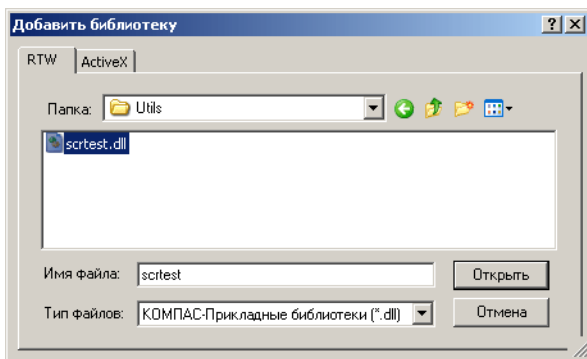 Добавить библиотеку
RTW ActiveX
Папка: Utils
scrtest.dll
Имя файла: scrtest Открыть
Тип файлов: КОМПАС-Прикладные библиотеки (*.dll) Отмена